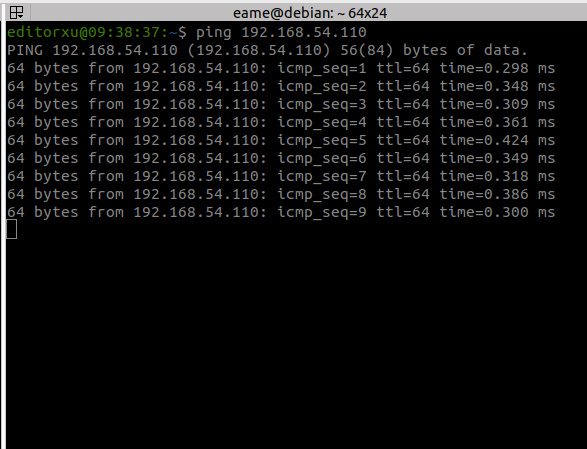 eame@debian: ~ 64x24
editorxu@09:38:37:~$ ping 192.168.54.110
PING 192.168.54.110 (192.168.54.110) 56(84) bytes of data.
64 bytes from 192.168.54.110: icmp_seq=1 ttl=64 time=0.298 ms
64 bytes from 192.168.54.110: icmp_seq=2 ttl=64 time=0.348 ms
64 bytes from 192.168.54.110: icmp_seq=3 ttl=64 time=0.309 ms
64 bytes from 192.168.54.110: icmp_seq=4 ttl=64 time=0.361 ms
64 bytes from 192.168.54.110: icmp_seq=5 ttl=64 time=0.424 ms
64 bytes from 192.168.54.110: icmp_seq=6 ttl=64 time=0.349 ms
64 bytes from 192.168.54.110: icmp_seq=7 ttl=64 time=0.318 ms
64 bytes from 192.168.54.110: icmp_seq=8 ttl=64 time=0.386 ms
64 bytes from 192.168.54.110: icmp_seq=9 ttl=64 time=0.300 ms